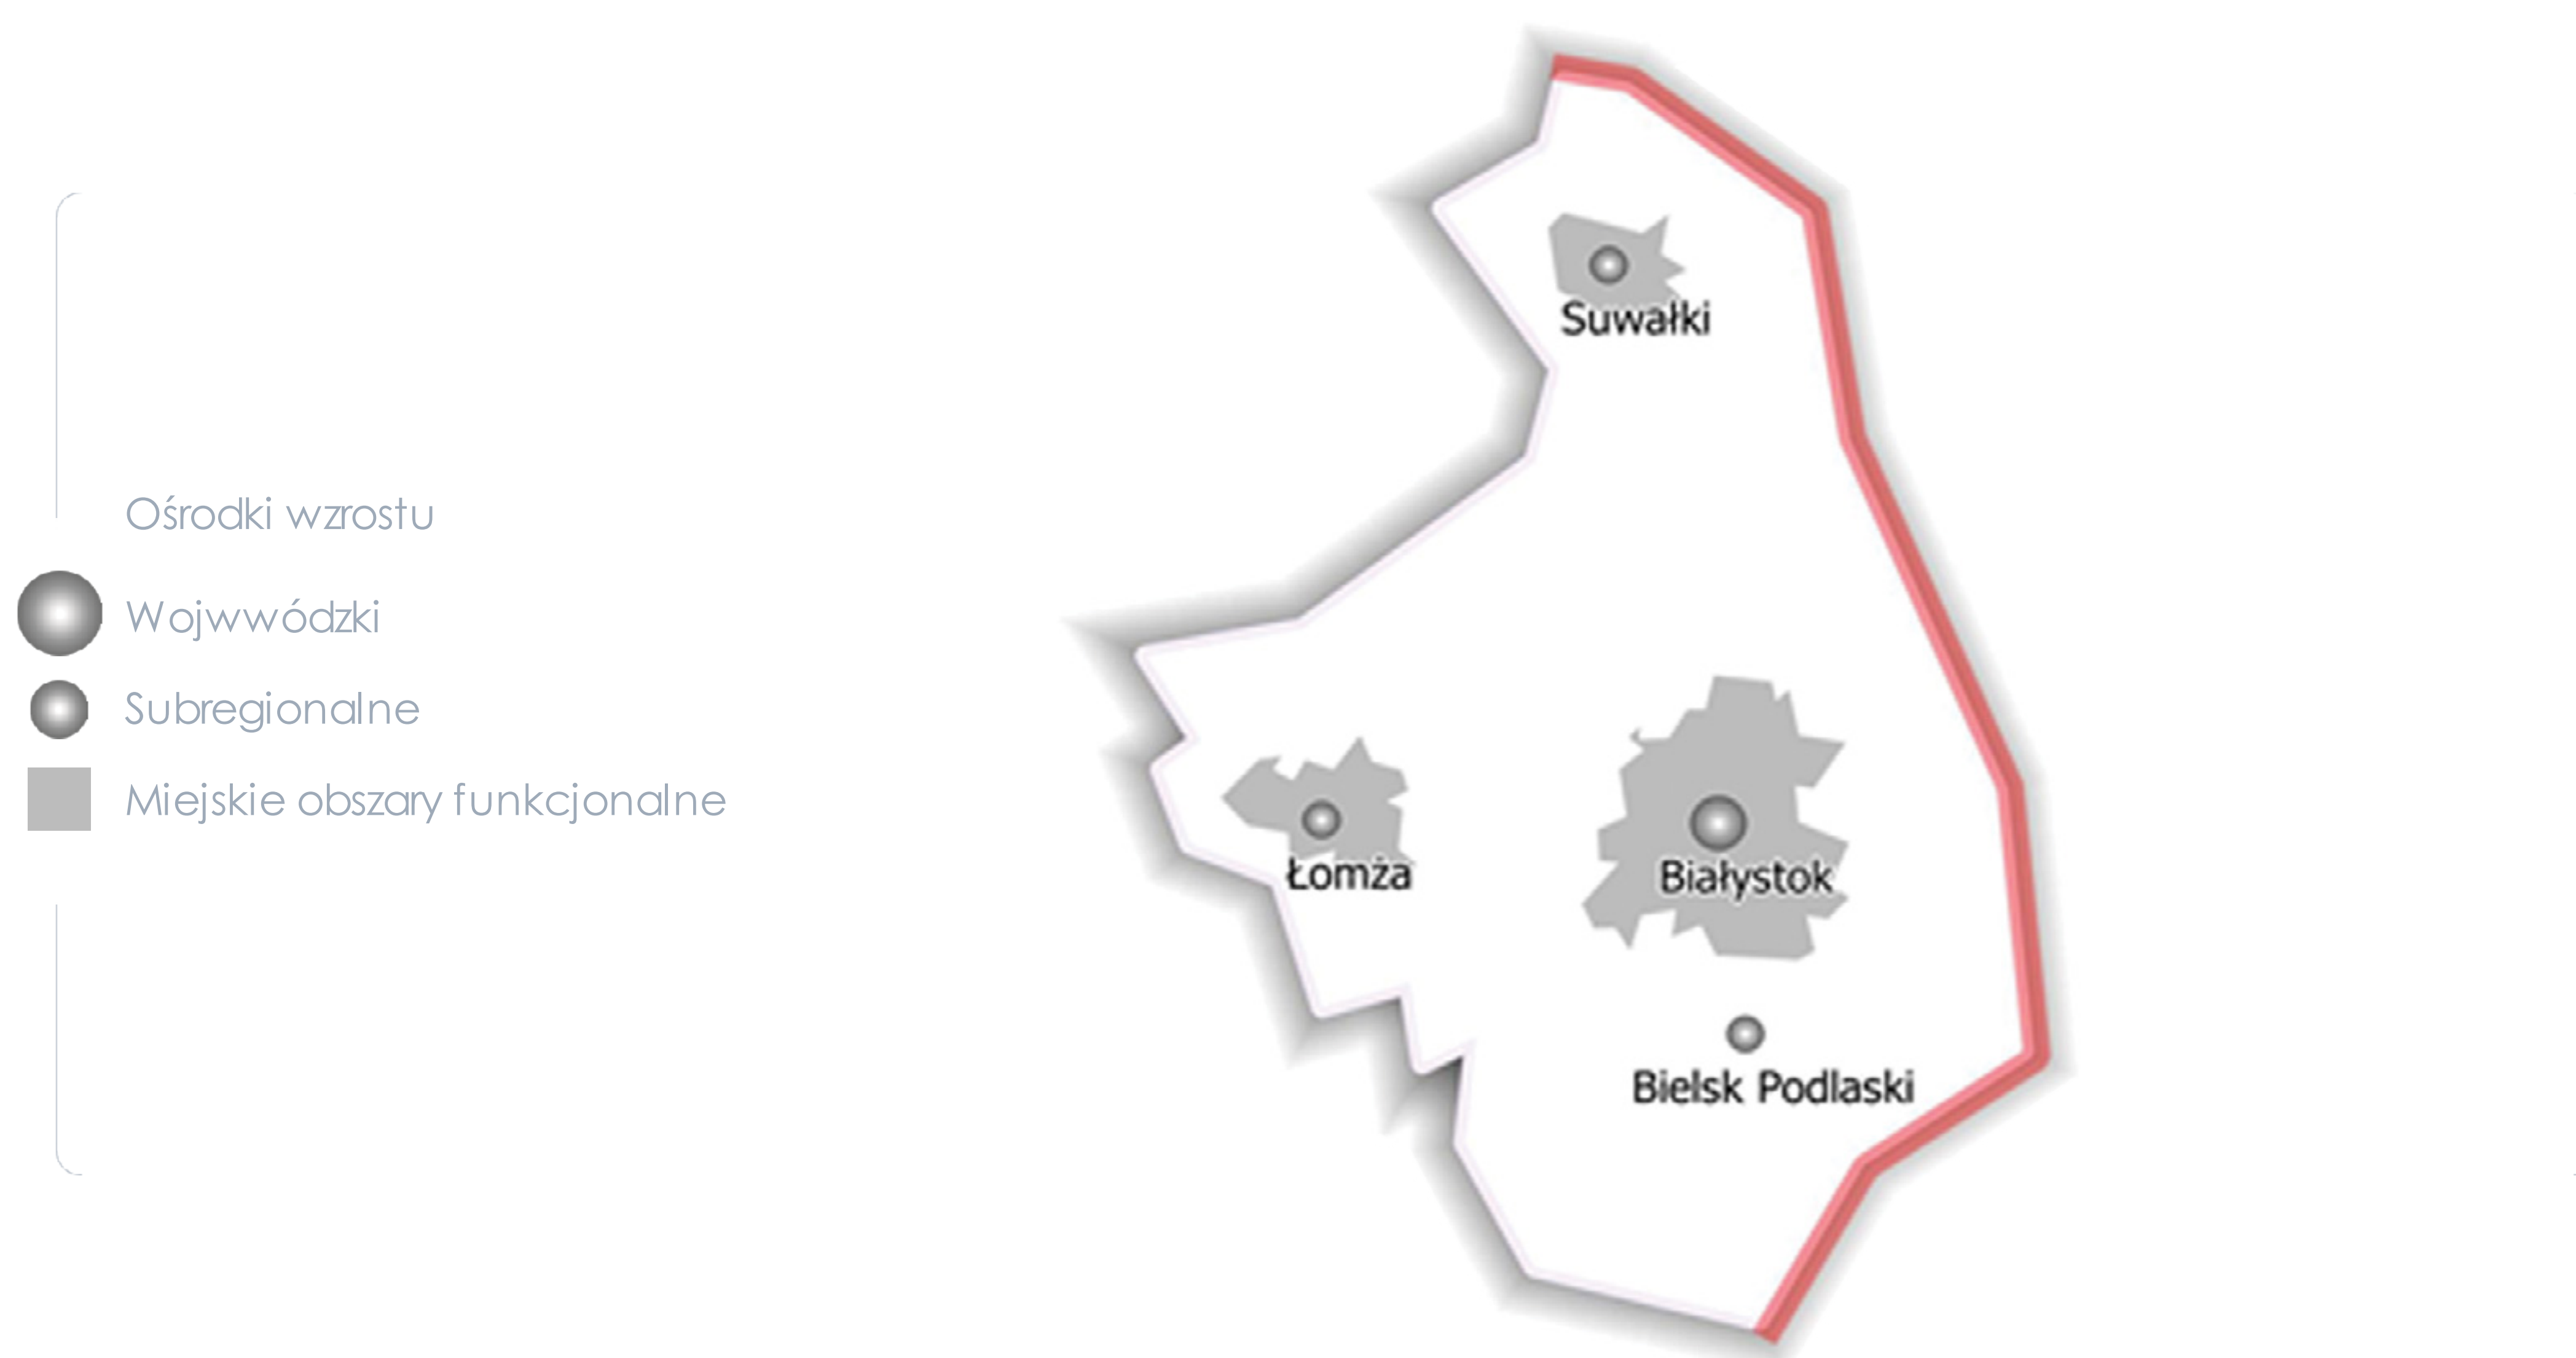 Ośrodki wzrostu
Wojwwódzki
Subregionalne
Miejskie obszary funkcjonalne
Suwałki
Łomża
Białystok
Bielsk Podlaski